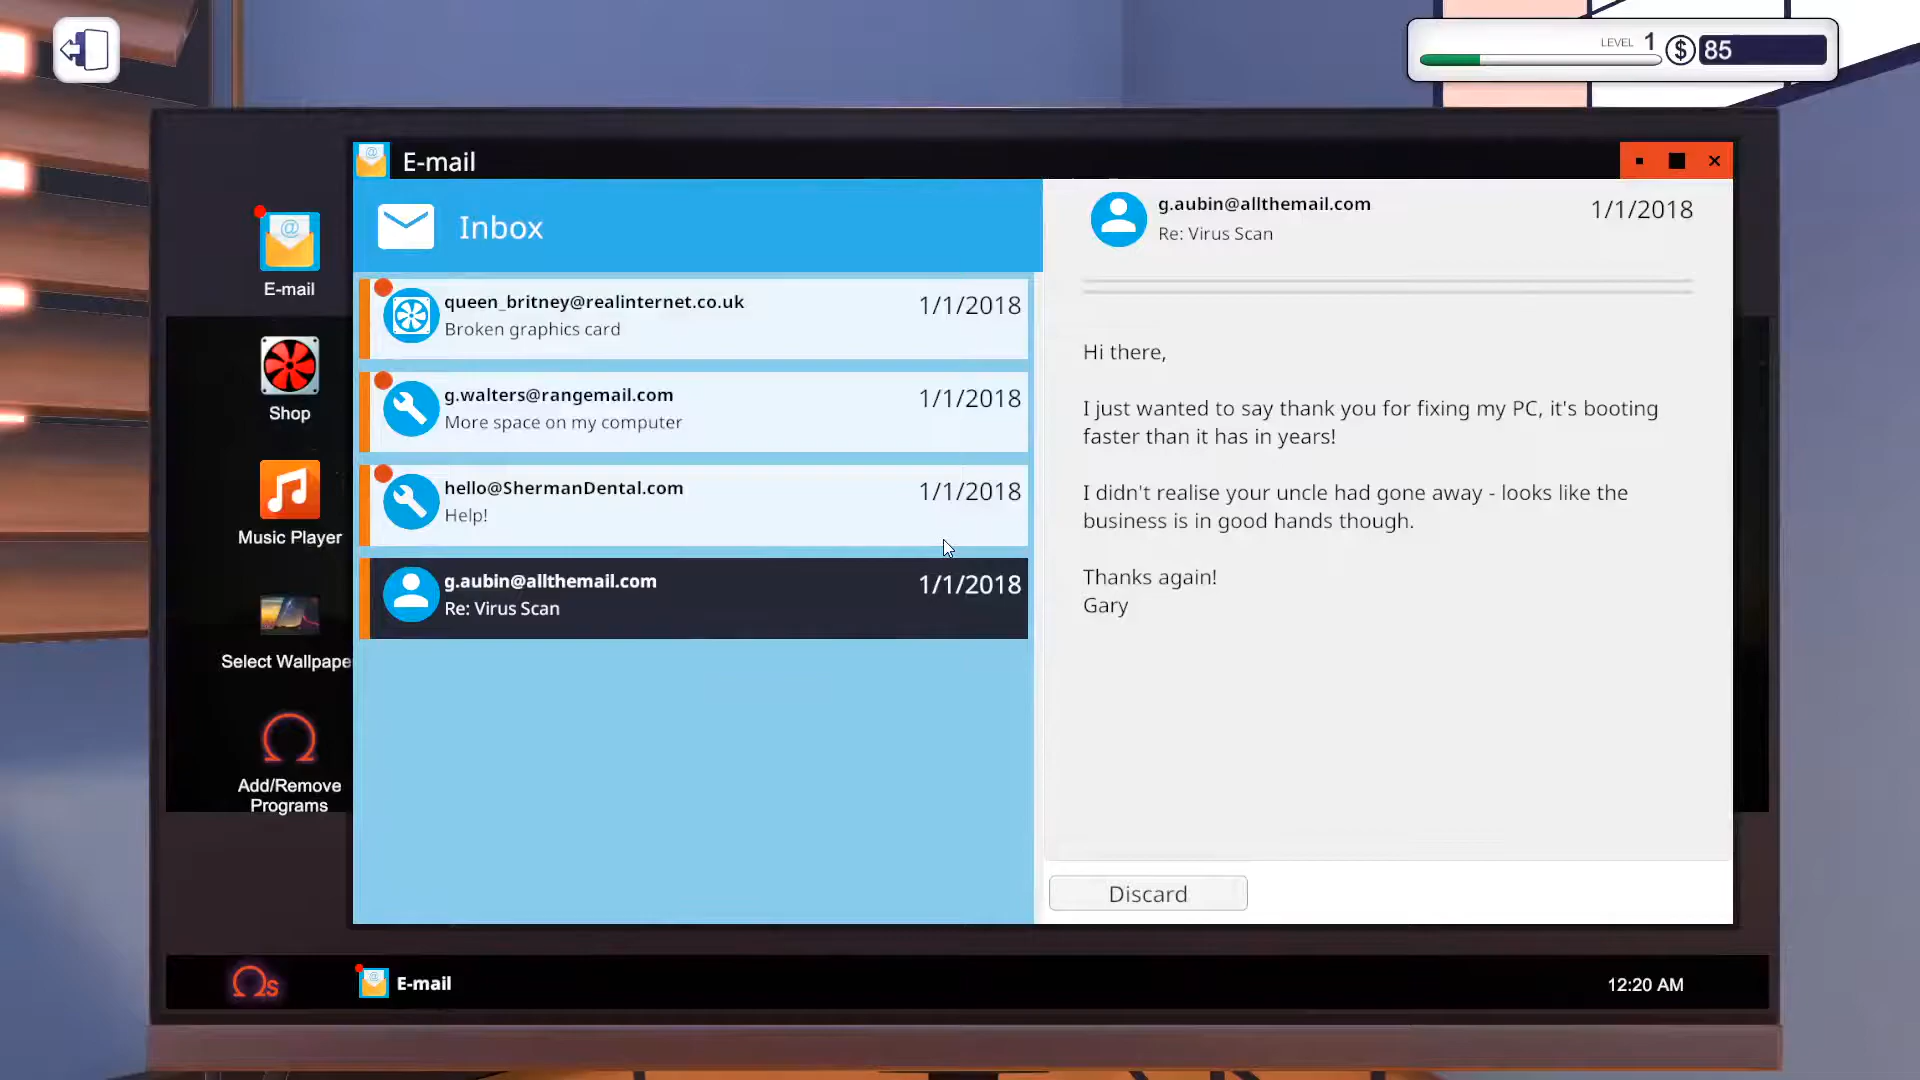 LEVEL 1
$ 85
E-mail
Inbox
queen_britney@realinternet.co.uk 1/1/2018
Broken graphics card
g.walters@rangemail.com 1/1/2018
More space on my computer
hello@ShermanDental.com 1/1/2018
Help!
g.aubin@allthemail.com 1/1/2018
Re: Virus Scan
g.aubin@allthemail.com 1/1/2018
Re: Virus Scan
Hi there,
I just wanted to say thank you for fixing my PC, it's booting
faster than it has in years!
I didn't realise your uncle had gone away - looks like the
business is in good hands though.
Thanks again!
Gary
Discard
E-mail
Shop
Music Player
Select Wallpape
Add/Remove
Programs
Ωs
E-mail
12:20 AM